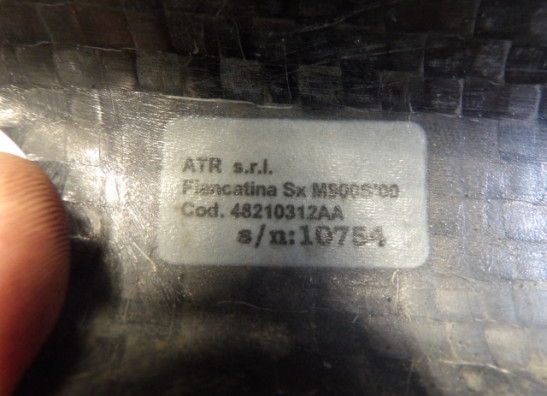 ATR s.r.l.
Fiancatina Sx M900S'00
Cod. 48210312AA
s/n:10754